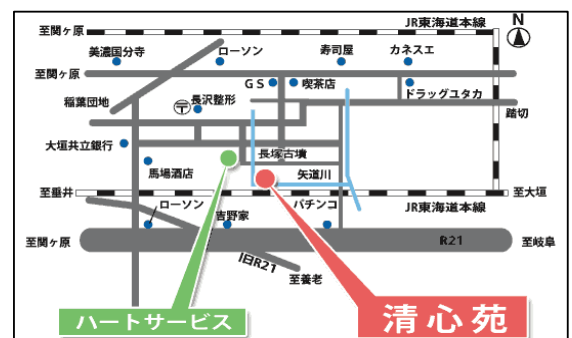 至関ヶ原
JR東海道本線
N
美濃国分寺
ローソン
寿司屋
カネスエ
至関ヶ原
GS
喫茶店
ドラッグユタカ
稲葉団地
〒
長沢整形
踏切
大垣共立銀行
長塚古墳
馬場酒店
矢道川
至垂井
至大垣
ローソン
パチンコ
JR東海道本線
吉野家
至関ヶ原
R21
至岐阜
旧R21
至養老
ハートサービス
清心苑